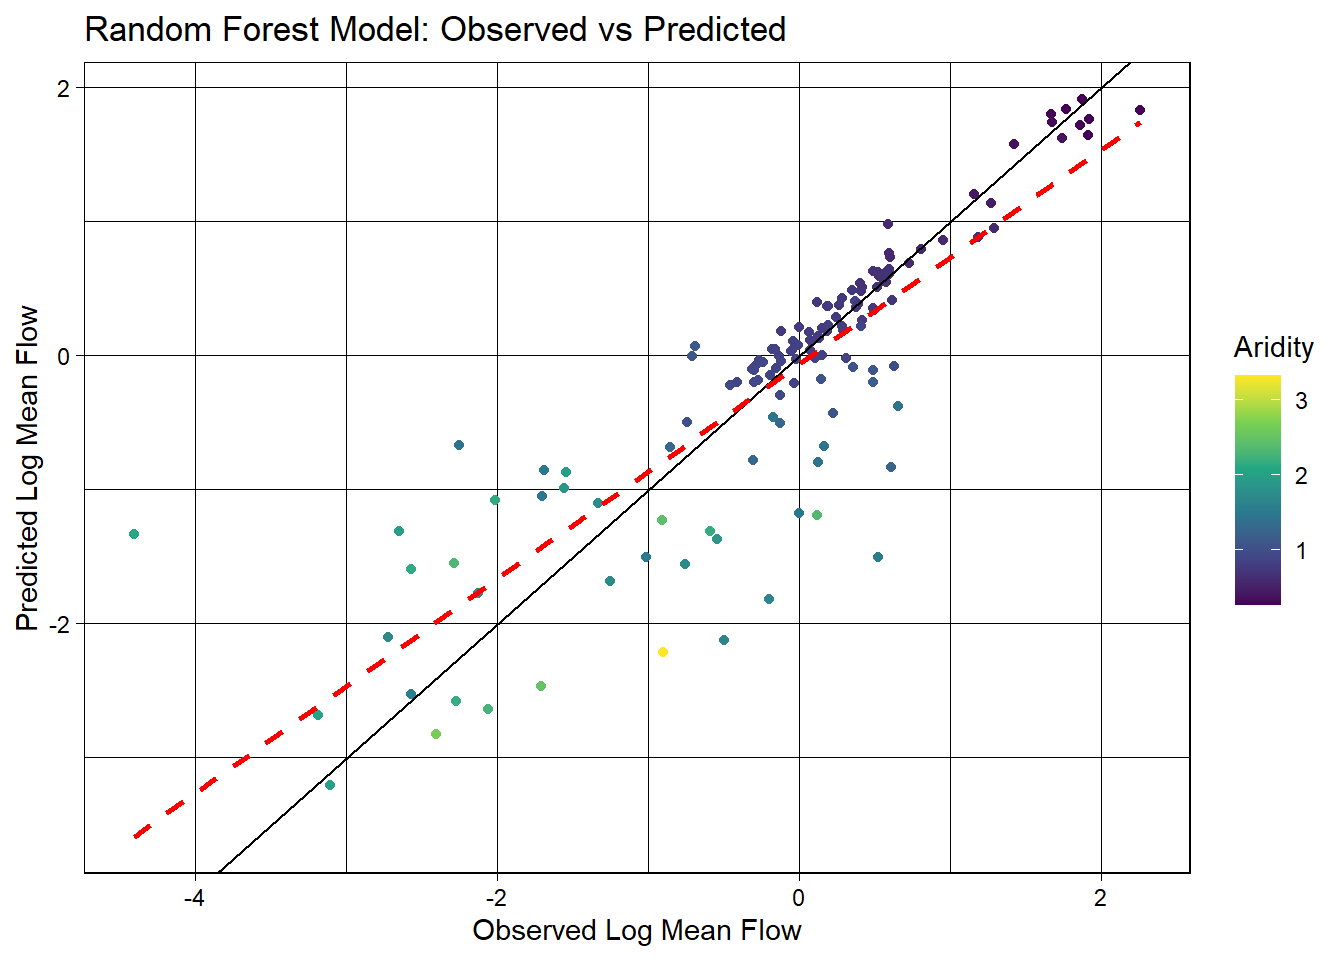 Random Forest Model: Observed vs Predicted
Predicted Log Mean Flow
2
0
-2
-4
-2
0
2
Observed Log Mean Flow
Aridity
3
2
1